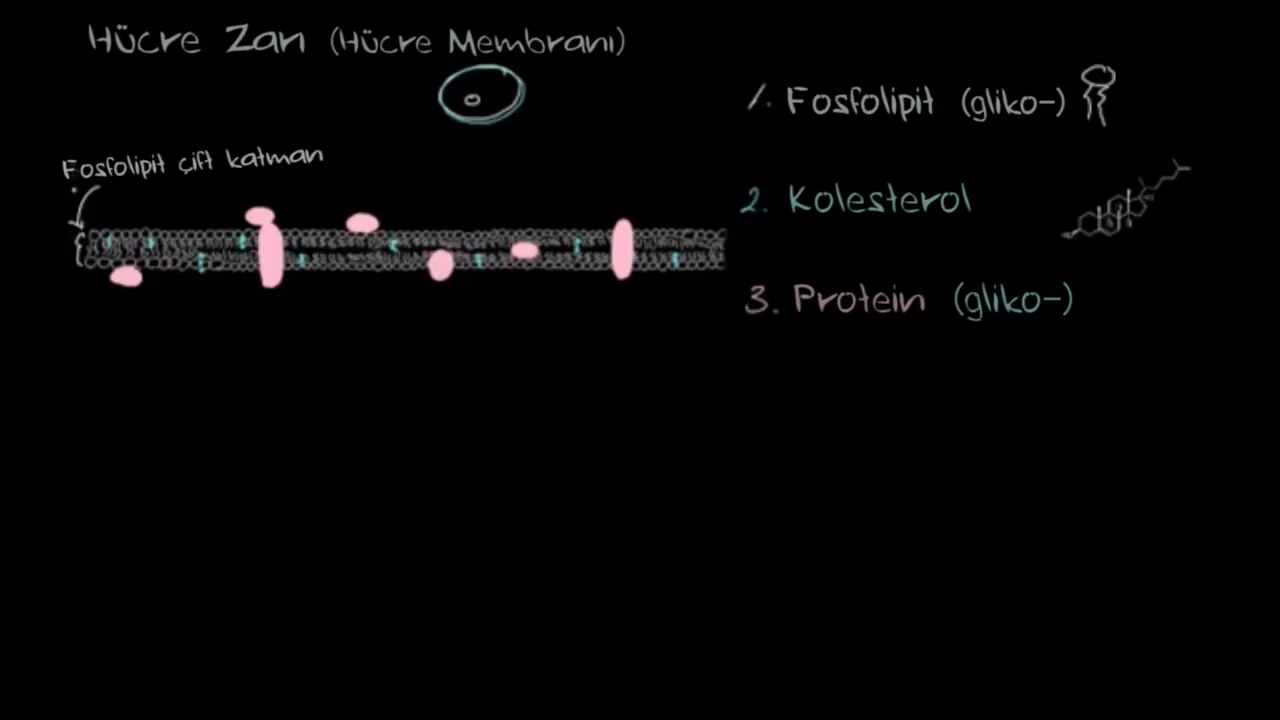 Hücre Zarı (Hücre Membranı)
Fosfolipit çift katman
1. Fosfolipit (gliko-)
2. Kolesterol
3. Protein (gliko-)